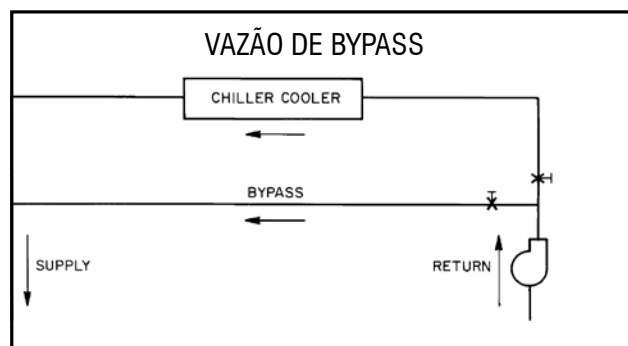 VAZÃO DE BYPASS
CHILLER COOLER
BYPASS
SUPPLY
RETURN